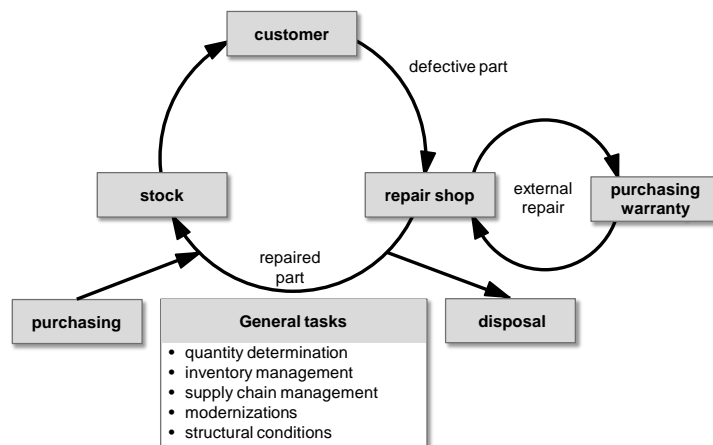 customer
defective part
stock
repair shop
external
repair
purchasing
warranty
repaired
part
purchasing
disposal
General tasks
• quantity determination
• inventory management
• supply chain management
• modernizations
• structural conditions